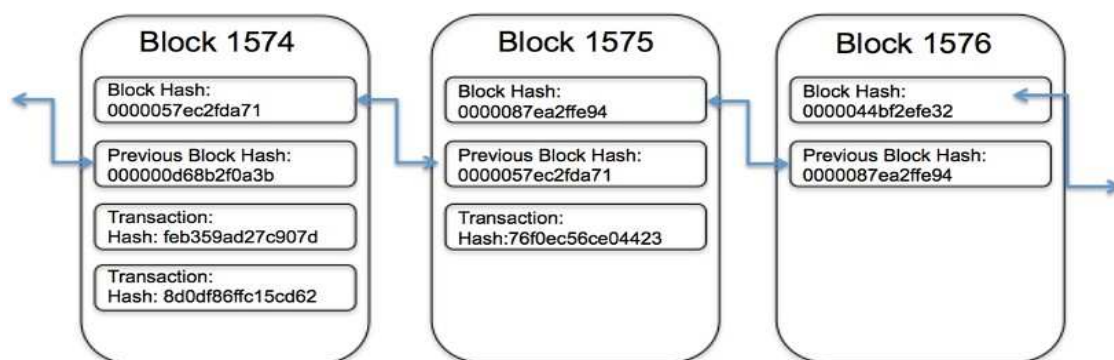 Block 1574
Block Hash:
0000057ec2fda71
Previous Block Hash:
000000d68b2f0a3b
Transaction:
Hash: feb359ad27c907d
Transaction:
Hash: 8d0df86ffc15cd62
Block 1575
Block Hash:
0000087ea2ffe94
Previous Block Hash:
0000057ec2fda71
Transaction:
Hash:76f0ec56ce04423
Block 1576
Block Hash:
0000044bf2efe32
Previous Block Hash:
0000087ea2ffe94